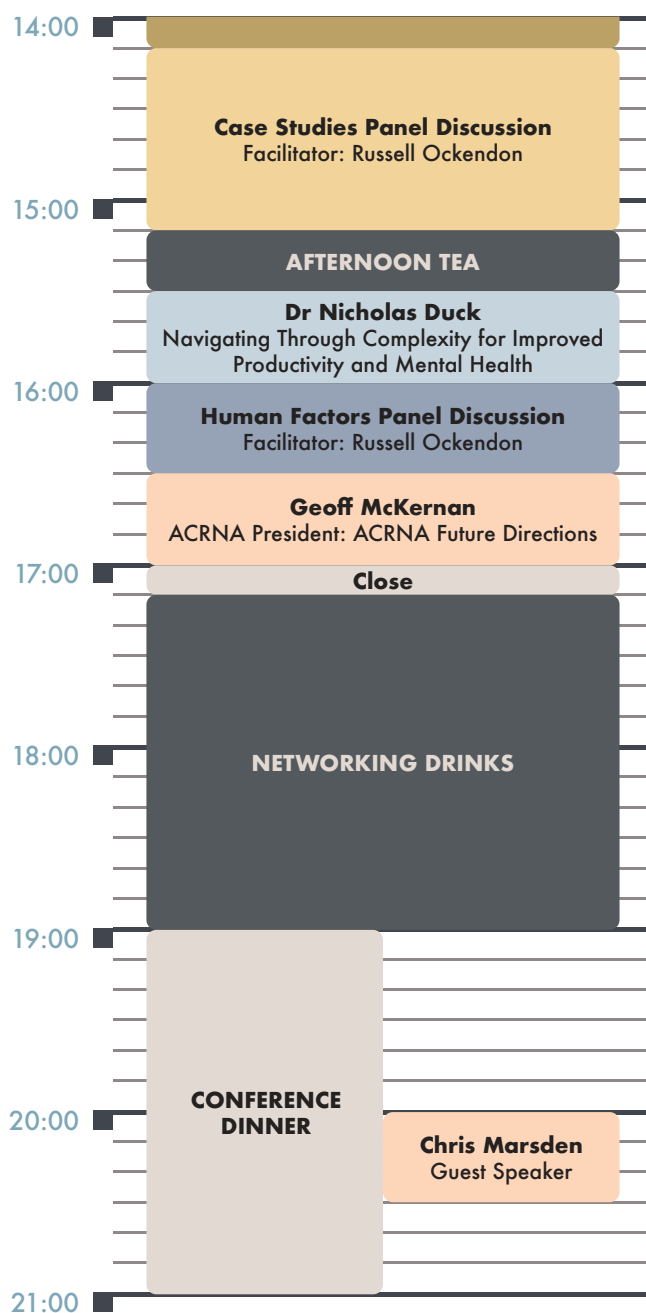 14:00
Case Studies Panel Discussion
Facilitator: Russell Ockendon
15:00
AFTERNOON TEA
Dr Nicholas Duck
Navigating Through Complexity for Improved
Productivity and Mental Health
16:00
Human Factors Panel Discussion
Facilitator: Russell Ockendon
Geoff McKernan
ACRNA President: ACRNA Future Directions
17:00
Close
18:00
NETWORKING DRINKS
19:00
CONFERENCE
DINNER
20:00
Chris Marsden
Guest Speaker
21:00